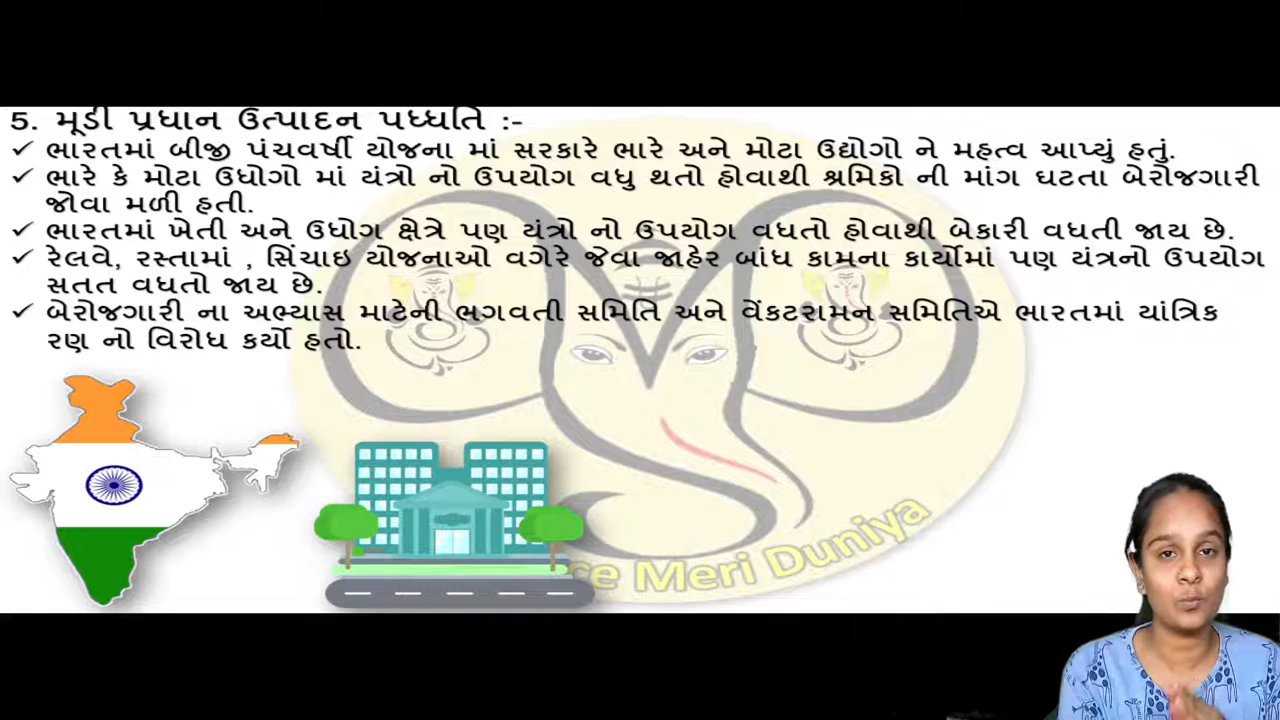 5. મૂડી પ્રધાન ઉત્પાદન પધ્ધતિ :-
✓ ભારતમાં બીજી પંચવર્ષી યોજના માં સરકારે ભારે અને મોટા ઉદ્યોગો ને મહત્વ આપ્યું હતું.
✓ ભારે કે મોટા ઉધોગો માં યંત્રો નો ઉપયોગ વધુ થતો હોવાથી શ્રમિકો ની માંગ ઘટતા બેરોજગારી
જોવા મળી હતી.
✓ ભારતમાં ખેતી અને ઉધોગ ક્ષેત્રે પણ યંત્રો નો ઉપયોગ વધતો હોવાથી બેકારી વધતી જાય છે.
✓ રેલવે, રસ્તામાં , સિંચાઇ યોજનાઓ વગેરે જેવા જાહેર બાંધ કામના કાર્યોમાં પણ યંત્રનો ઉપયોગ
સતત વધતો જાય છે.
✓ બેરોજગારી ના અભ્યાસ માટેની ભગવતી સમિતિ અને વેંકટરામન સમિતિએ ભારતમાં યાંત્રિક
રણ નો વિરોધ કર્યો હતો.
Meri Duniya